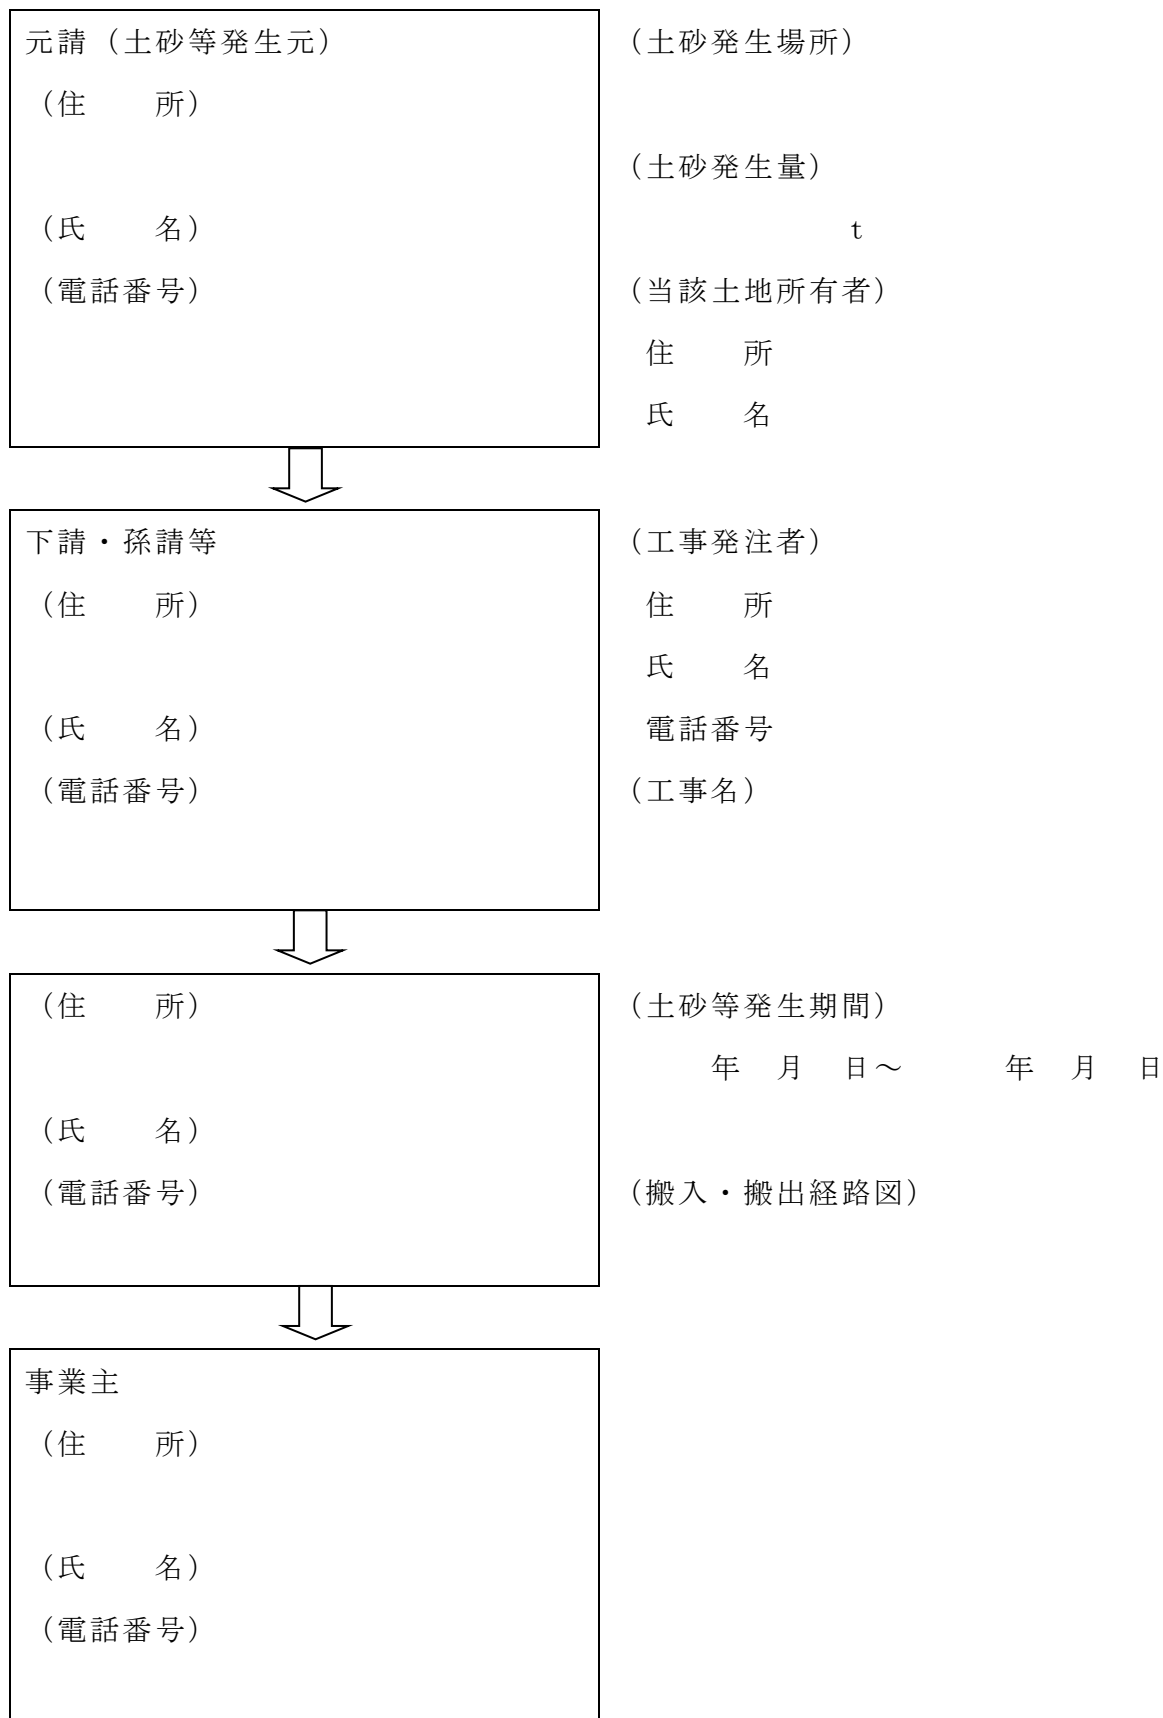 元請（土砂等発生元）
（住　　所）
（氏　　名）
（電話番号）
（土砂発生場所）
（土砂発生量）
ｔ
（当該土地所有者）
住　　所
氏　　名
下請・孫請等
（住　　所）
（氏　　名）
（電話番号）
（工事発注者）
住　　所
氏　　名
電話番号
（工事名）
（住　　所）
（氏　　名）
（電話番号）
（土砂等発生期間）
年　月　日～　　　年　月　日
（搬入・搬出経路図）
事業主
（住　　所）
（氏　　名）
（電話番号）